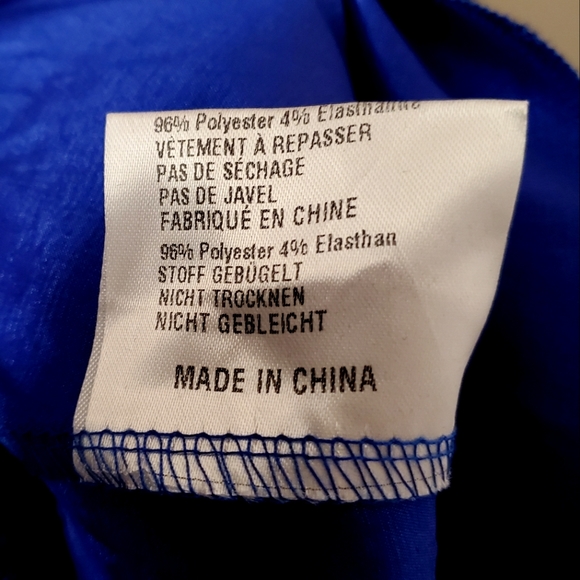 96% Polyester 4% Elasthanne
VETEMENT À REPASSER
PAS DE SÉCHAGE
PAS DE JAVEL
FABRIQUÉ EN CHINE
96% Polyester 4% Elasthan
STOFF GEBÜGELT
NICHT TROCKNEN
NICHT GEBLEICHT
MADE IN CHINA